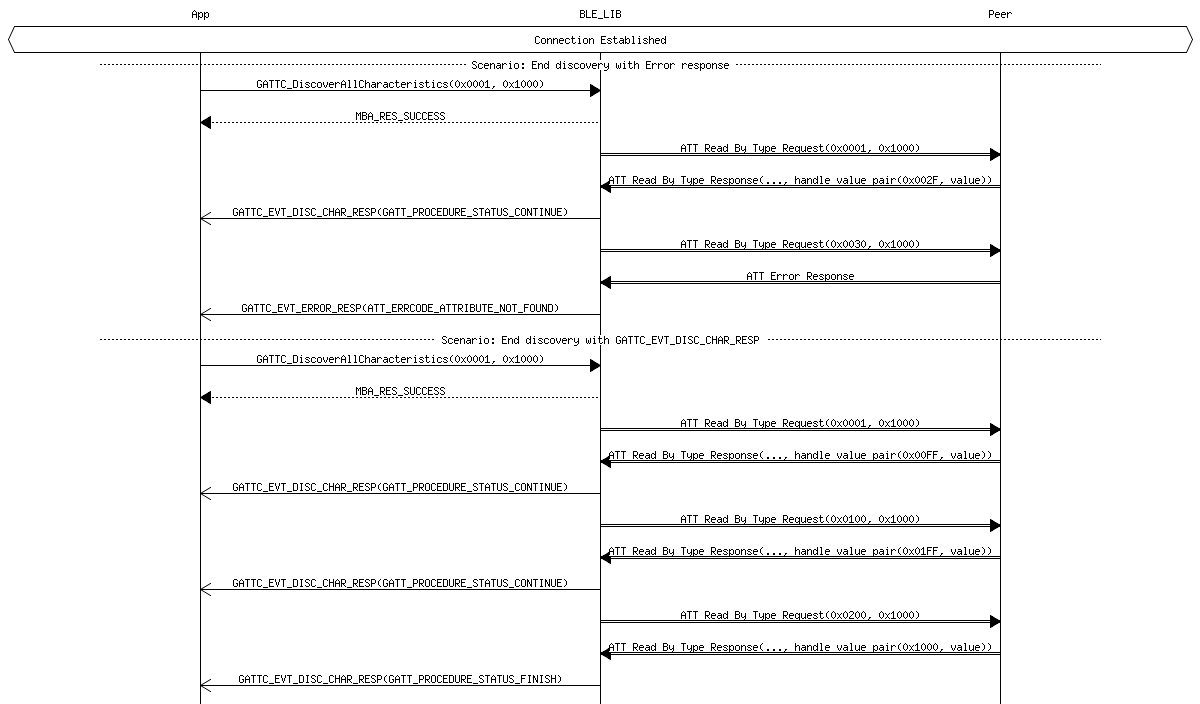 App BLE_LIB Peer
Connection Established
Scenario: End discovery with Error response
GATTC_DiscoverAllCharacteristics(0x0001, 0x1000)
MBA_RES_SUCCESS
ATT Read By Type Request(0x0001, 0x1000)
ATT Read By Type Response(..., handle value pair(0x002F, value))
GATTC_EVT_DISC_CHAR_RESP(GATT_PROCEDURE_STATUS_CONTINUE)
ATT Read By Type Request(0x0030, 0x1000)
ATT Error Response
GATTC_EVT_ERROR_RESP(ATT_ERRCODE_ATTRIBUTE_NOT_FOUND)
Scenario: End discovery with GATTC_EVT_DISC_CHAR_RESP
GATTC_DiscoverAllCharacteristics(0x0001, 0x1000)
MBA_RES_SUCCESS
ATT Read By Type Request(0x0001, 0x1000)
ATT Read By Type Response(..., handle value pair(0x00FF, value))
GATTC_EVT_DISC_CHAR_RESP(GATT_PROCEDURE_STATUS_CONTINUE)
ATT Read By Type Request(0x0100, 0x1000)
ATT Read By Type Response(..., handle value pair(0x01FF, value))
GATTC_EVT_DISC_CHAR_RESP(GATT_PROCEDURE_STATUS_CONTINUE)
ATT Read By Type Request(0x0200, 0x1000)
ATT Read By Type Response(..., handle value pair(0x1000, value))
GATTC_EVT_DISC_CHAR_RESP(GATT_PROCEDURE_STATUS_FINISH)